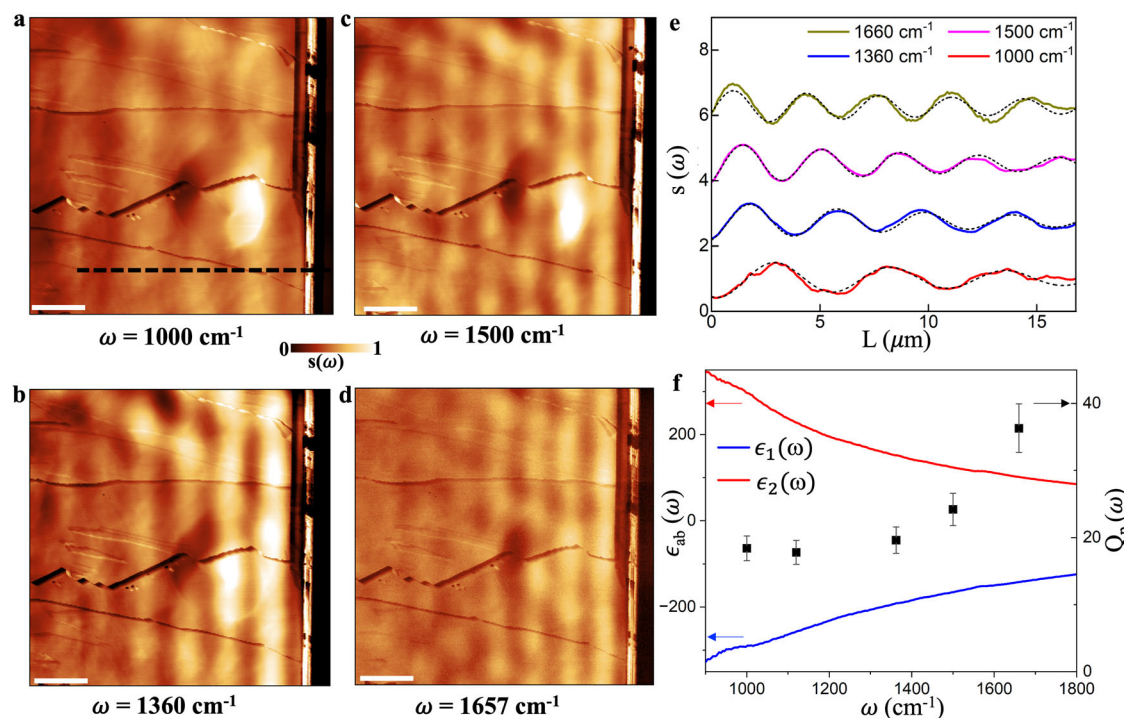 a
c
ω = 1000 cm⁻¹
ω = 1500 cm⁻¹
0 1
s(ω)
b
d
ω = 1360 cm⁻¹
ω = 1657 cm⁻¹
e
1660 cm⁻¹ 1500 cm⁻¹
1360 cm⁻¹ 1000 cm⁻¹
8
6
4
2
0
s (ω)
0 5 10 15
L (μm)
f
200
0
−200
ϵab (ω)
ϵ₁(ω)
ϵ₂(ω)
40
20
0
Qp (ω)
1000 1200 1400 1600 1800
ω (cm⁻¹)